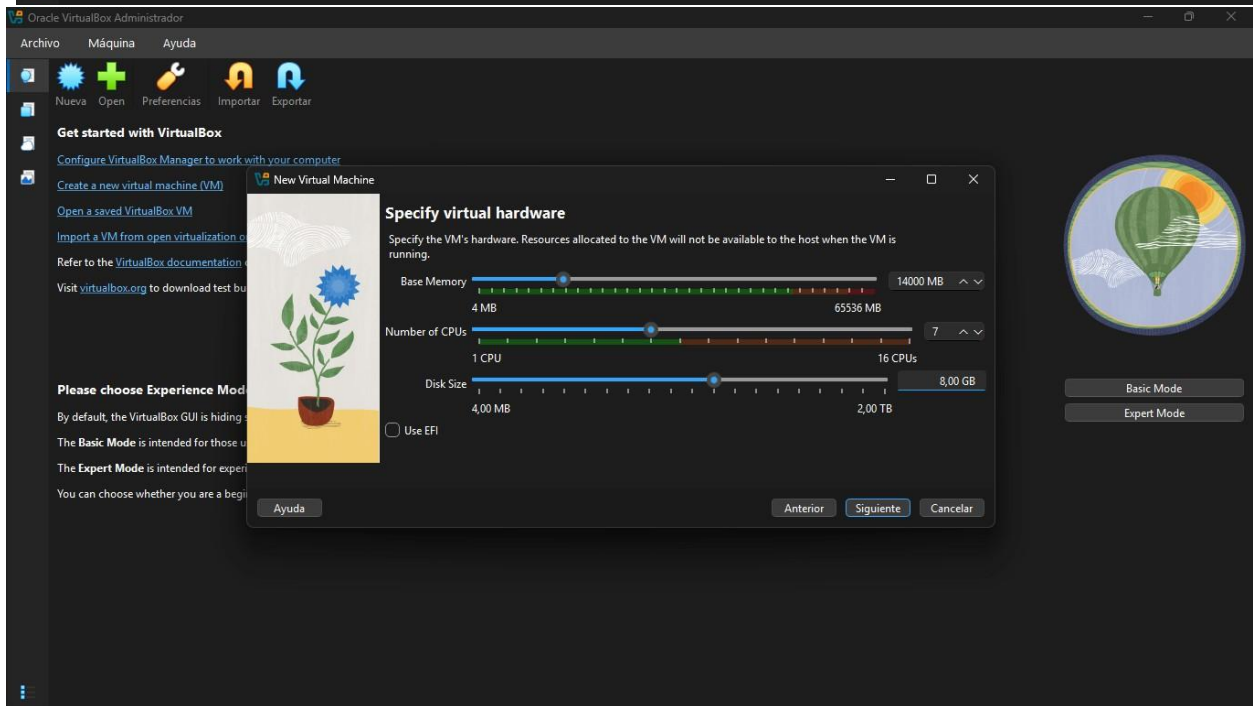 Oracle VirtualBox Administrador
Archivo Máquina Ayuda
Nueva Open Preferencias Importar Exportar
Get started with VirtualBox
Configure VirtualBox Manager to work with your computer
Create a new virtual machine (VM)
Open a saved VirtualBox VM
Import a VM from open virtualization
Refer to the VirtualBox documentation
Visit virtualbox.org to download test
Please choose Experience
By default, the VirtualBox GUI is hiding
The Basic Mode is intended for those
The Expert Mode is intended for
You can choose whether you are a
Basic Mode
Expert Mode
New Virtual Machine
Specify virtual hardware
Specify the VM's hardware. Resources allocated to the VM will not be available to the host when the VM is
running.
Base Memory 14000 MB
4 MB 65536 MB
Number of CPUs 7
1 CPU 16 CPUs
Disk Size 8,00 GB
4,00 MB 2,00 TB
Use EFI
Ayuda Anterior Siguiente Cancelar